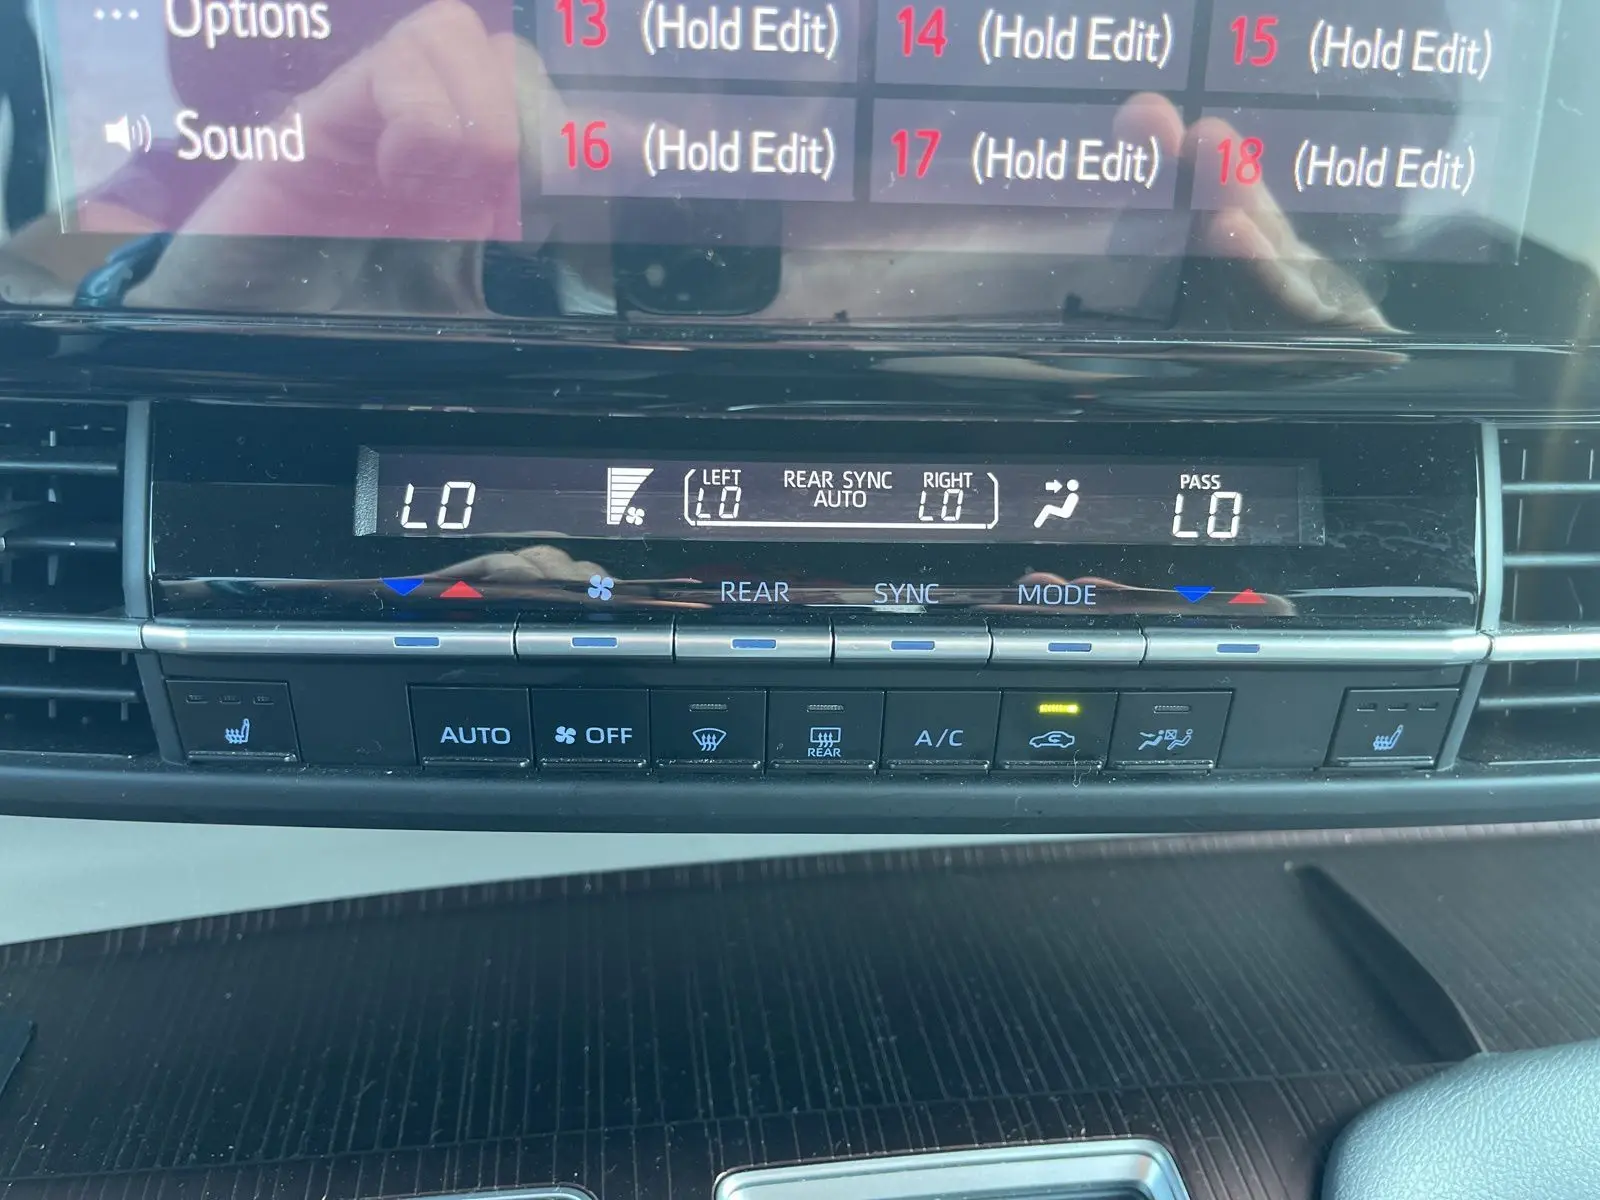 ... Options
13 (Hold Edit) 14 (Hold Edit) 15 (Hold Edit)
Sound
16 (Hold Edit) 17 (Hold Edit) 18 (Hold Edit)
LEFT REAR SYNC RIGHT PASS
LO LO AUTO LO LO
REAR SYNC MODE
AUTO OFF A/C
REAR